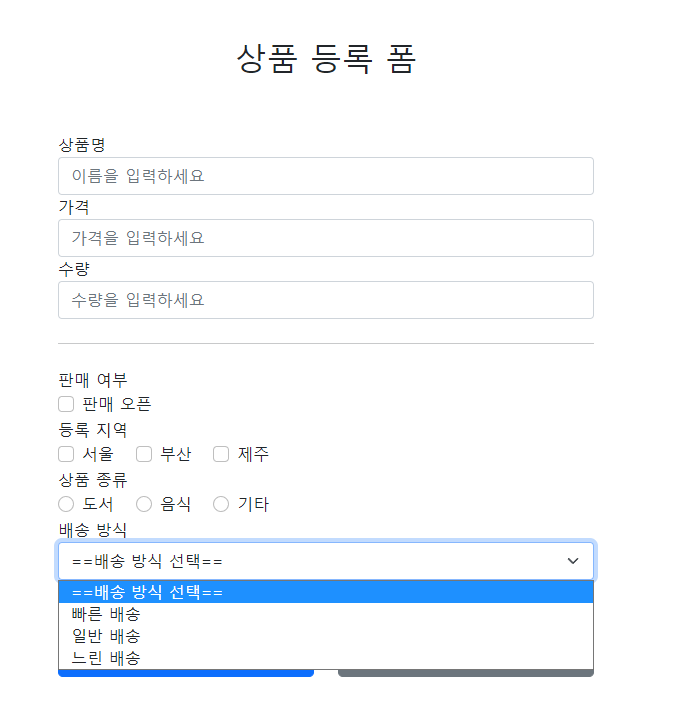 상품 등록 폼
상품명
이름을 입력하세요
가격
가격을 입력하세요
수량
수량을 입력하세요
판매 여부
판매 오픈
등록 지역
서울 부산 제주
상품 종류
도서 음식 기타
배송 방식
==배송 방식 선택==
==배송 방식 선택==
빠른 배송
일반 배송
느린 배송